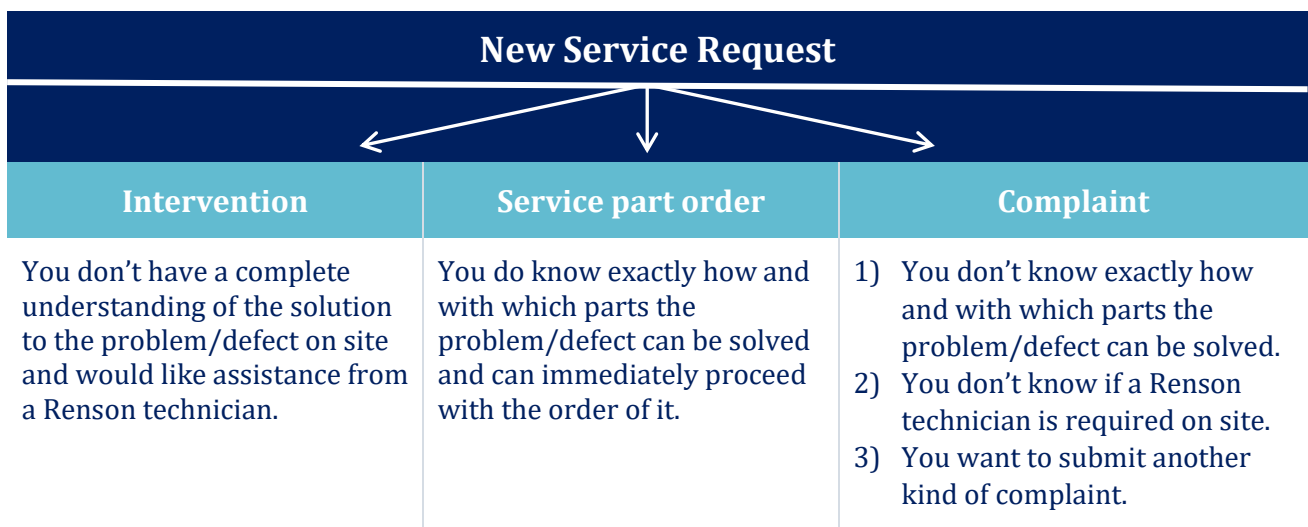 New Service Request
Intervention
Service part order
Complaint
You don’t have a complete
understanding of the solution
to the problem/defect on site
and would like assistance from
a Renson technician.
You do know exactly how and
with which parts the
problem/defect can be solved
and can immediately proceed
with the order of it.
1) You don’t know exactly how
and with which parts the
problem/defect can be solved.
2) You don’t know if a Renson
technician is required on site.
3) You want to submit another
kind of complaint.